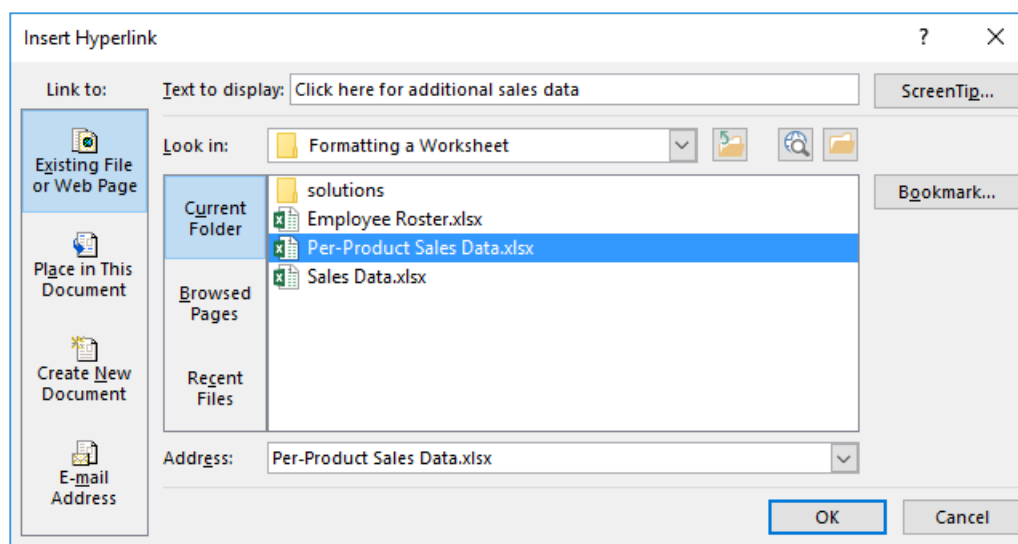 Insert Hyperlink
?
Link to:
Text to display:
Click here for additional sales data
ScreenTip...
Existing File
or Web Page
Look in:
Formatting a Worksheet
Current
Folder
solutions
Employee Roster.xlsx
Per-Product Sales Data.xlsx
Sales Data.xlsx
Bookmark...
Place in This
Document
Browsed
Pages
Create New
Document
Recent
Files
E-mail
Address
Address:
Per-Product Sales Data.xlsx
OK
Cancel